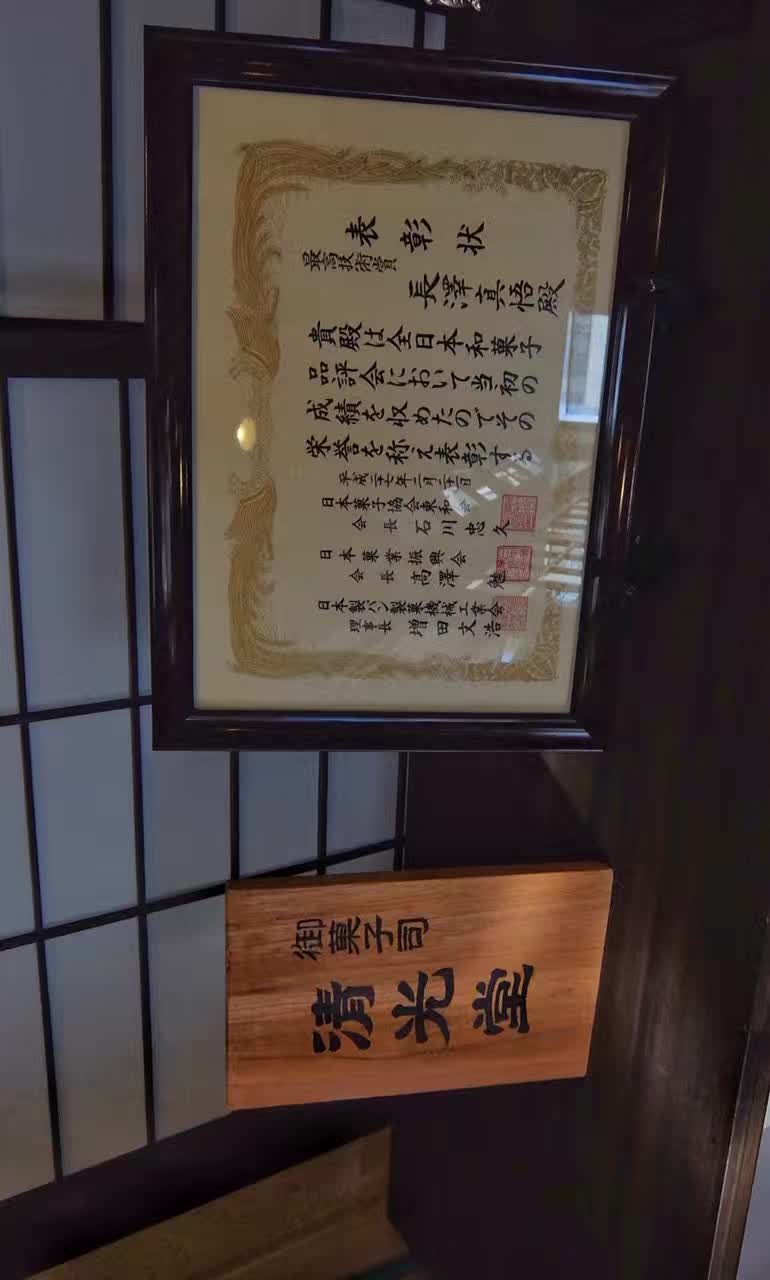 表彰状
最高技術賞
長澤真悟殿
貴殿は全日本和菓子
品評会において当初の
成績を収めたのでその
栄誉を称え表彰する
平成二十七年二月二十二日
日本菓子協会東和会
会長 石川忠久
日本菓業振興会
会長 高澤 勉
日本製パン製菓機械工業会
理事長 増田文浩
御菓子司
清光堂